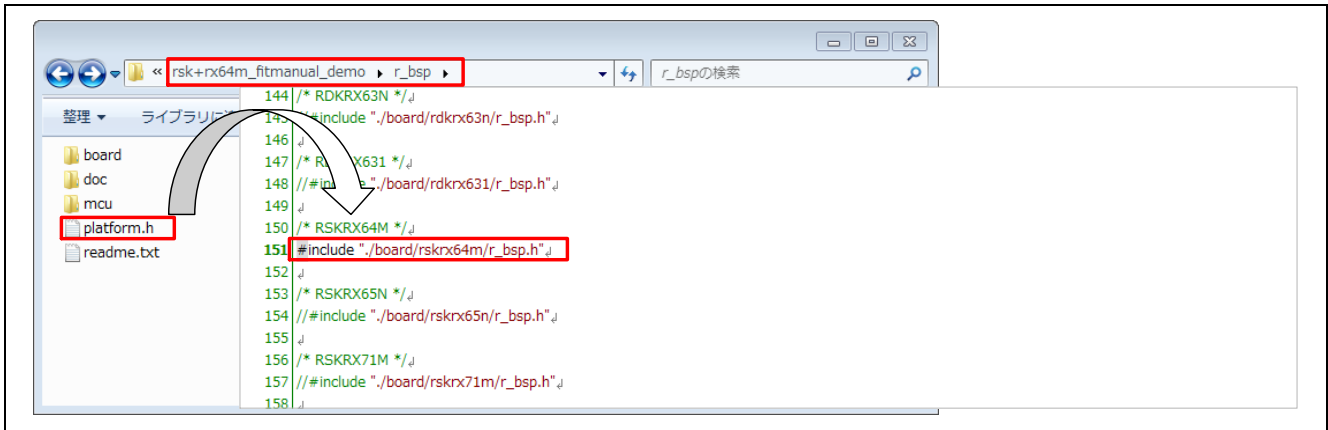 « rsk+rx64m_fitmanual_demo ▸ r_bsp ▸
r_bspの検索
整理 ▼ ライブラリに
board
doc
mcu
platform.h
readme.txt
144 /* RDKRX63N */↲
145 #include "./board/rdkrx63n/r_bsp.h"↲
146 ↲
147 /* RD X631 */↲
148 //#in e "./board/rdkrx631/r_bsp.h"↲
149 ↲
150 /* RSKRX64M */↲
151 #include "./board/rskrx64m/r_bsp.h"↲
152 ↲
153 /* RSKRX65N */↲
154 //#include "./board/rskrx65n/r_bsp.h"↲
155 ↲
156 /* RSKRX71M */↲
157 //#include "./board/rskrx71m/r_bsp.h"↲
158 ↲